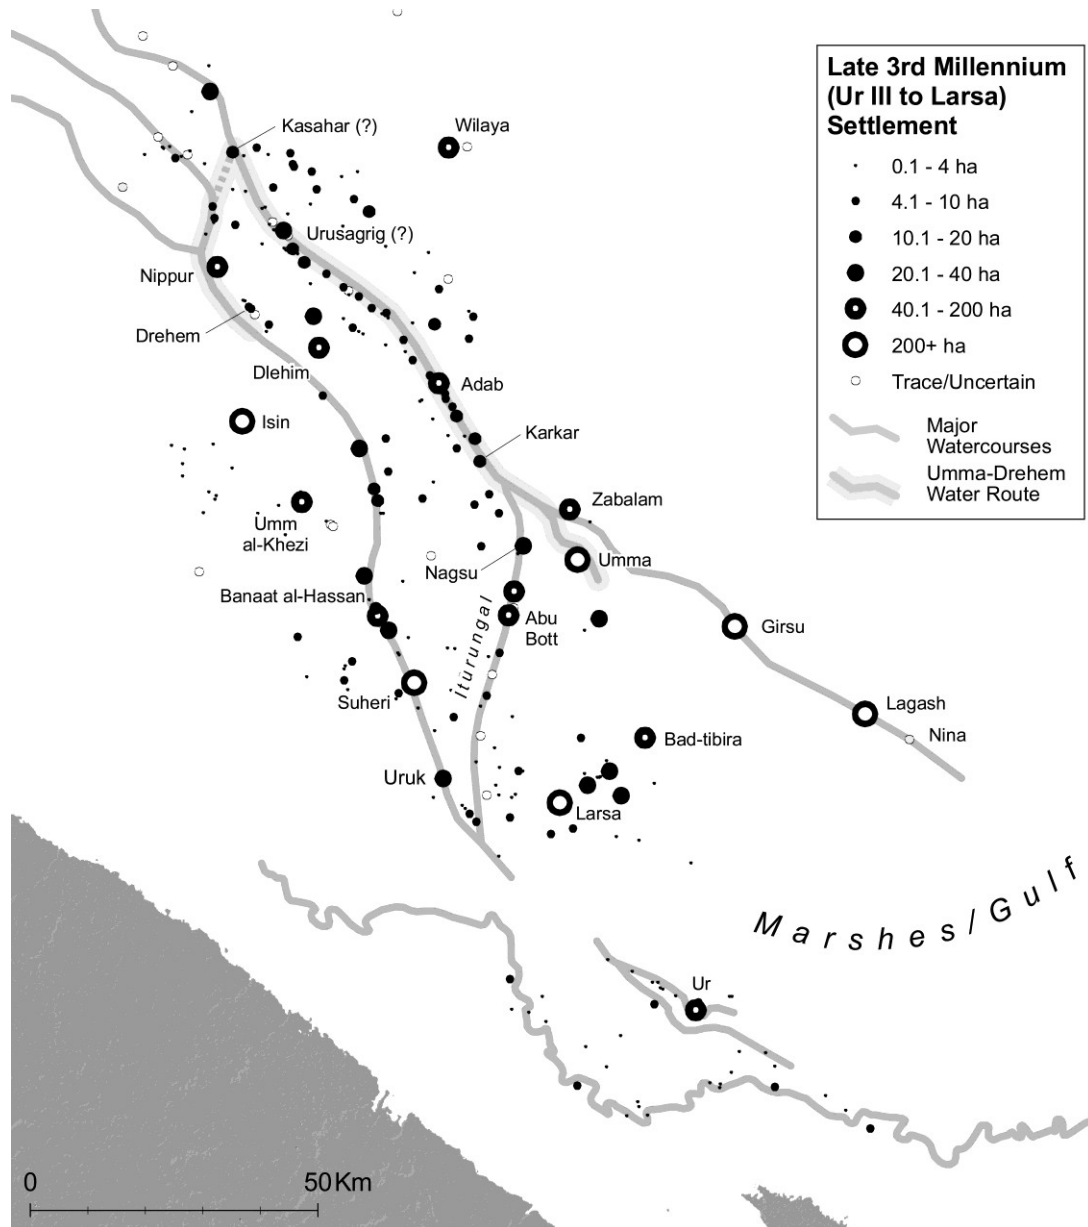 Late 3rd Millennium
(Ur III to Larsa)
Settlement
0.1 - 4 ha
4.1 - 10 ha
10.1 - 20 ha
20.1 - 40 ha
40.1 - 200 ha
200+ ha
Trace/Uncertain
Major
Watercourses
Umma-Drehem
Water Route
Kasahar (?)
Wilaya
Urusagrig (?)
Nippur
Drehem
Dlehim
Adab
Isin
Karkar
Zabalam
Umm
al-Khezi
Nagsu
Umma
Banaat al-Hassan
Abu
Bott
Girsu
Iturungal
Suheri
Lagash
Nina
Bad-tibira
Uruk
Larsa
Marshes/Gulf
Ur
0
50 Km